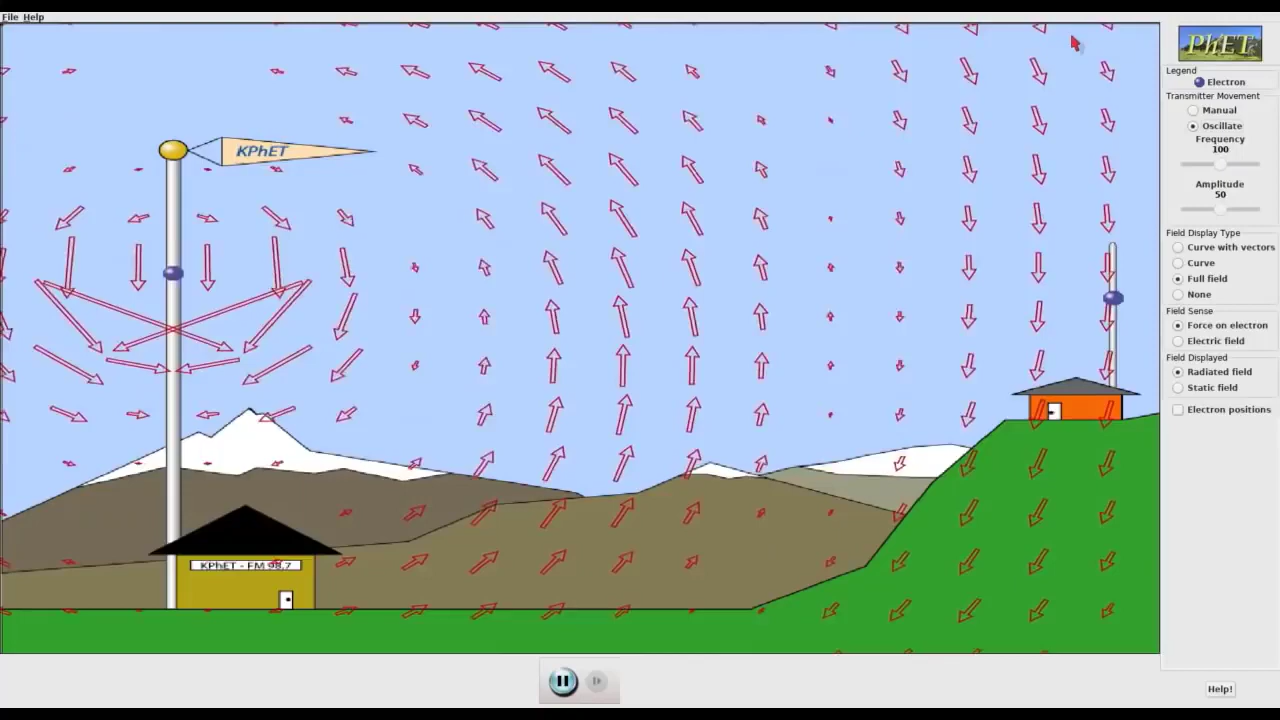 File Help
PhET
Legend
Electron
Transmitter Movement
Manual
Oscillate
Frequency
100
Amplitude
50
Field Display Type
Curve with vectors
Curve
Full field
None
Field Sense
Force on electron
Electric field
Field Displayed
Radiated field
Static field
Electron positions
KPhET
KPhET - FM 98.7
Help!